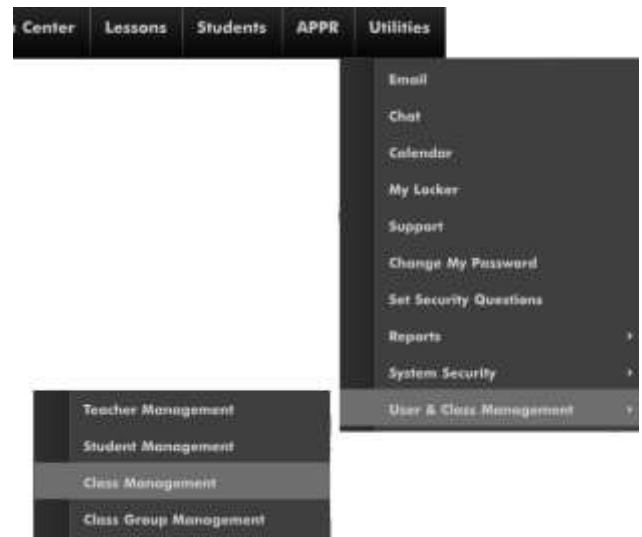 Center Lessons Students APPR Utilities
Email
Chat
Calendar
My Locker
Support
Change My Password
Set Security Questions
Reports
System Security
User & Class Management
Teacher Management
Student Management
Class Management
Class Group Management